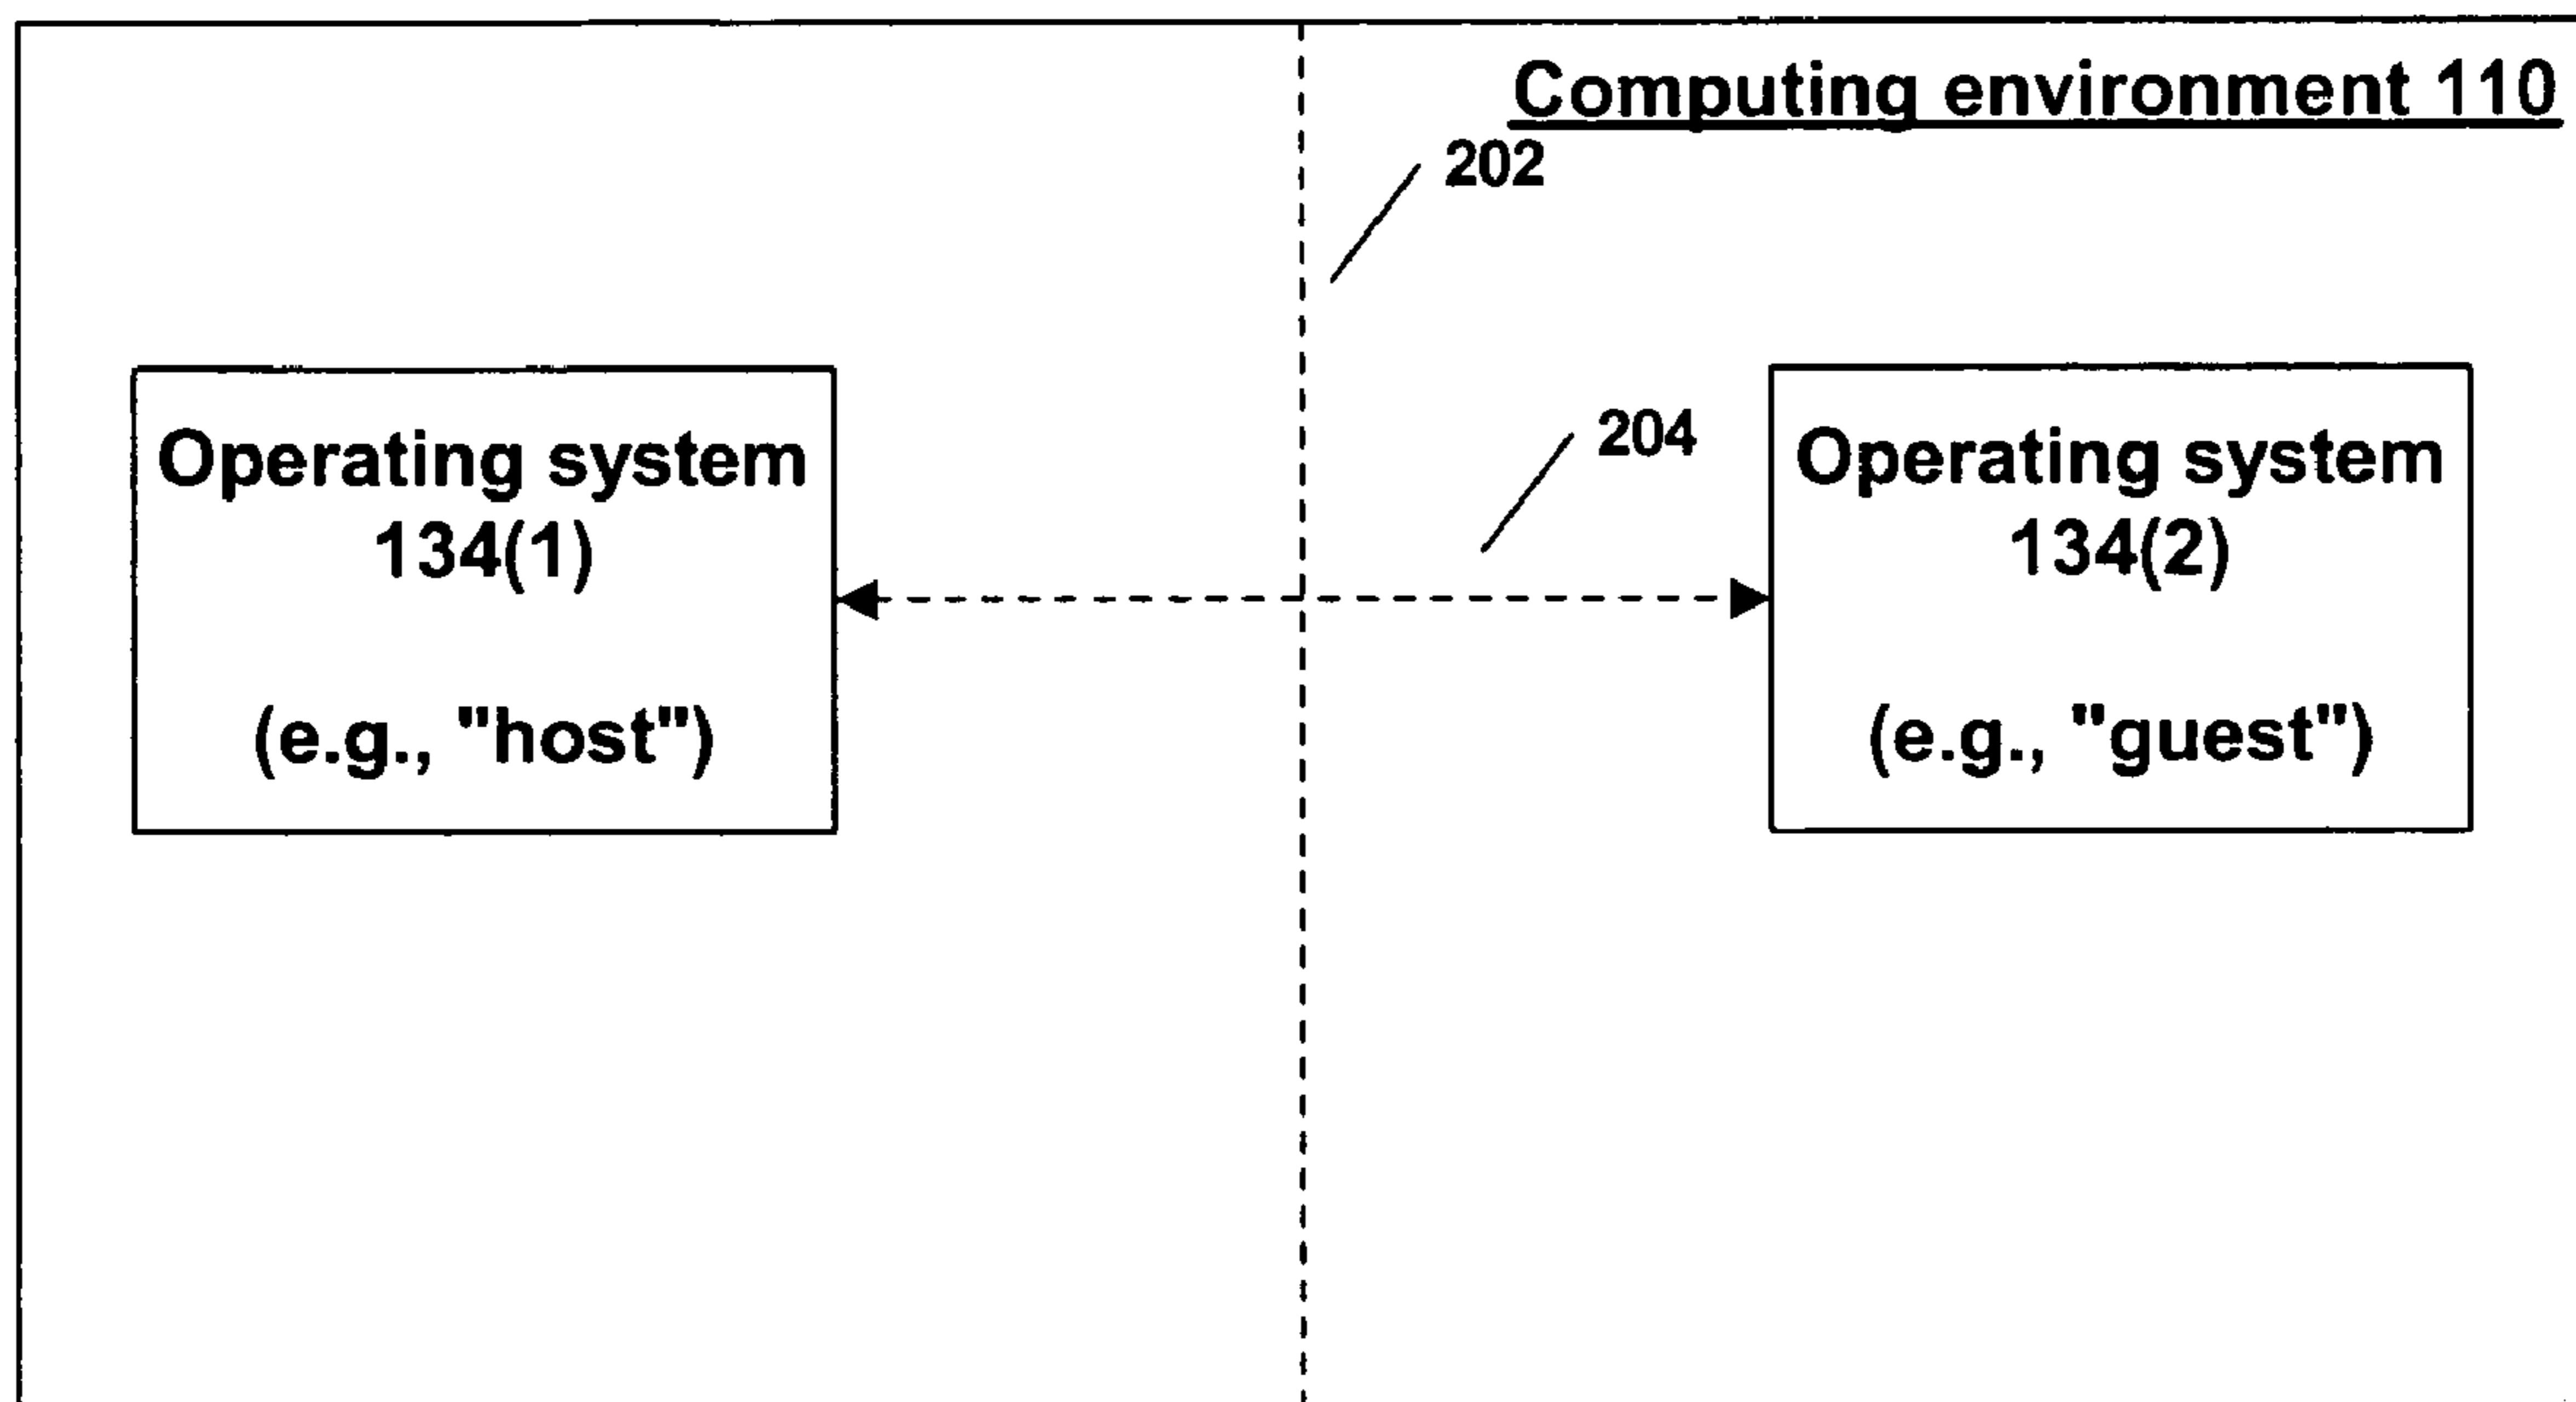 Computing environment 110
202
204
Operating system
134(1)
(e.g., "host")
Operating system
134(2)
(e.g., "guest")